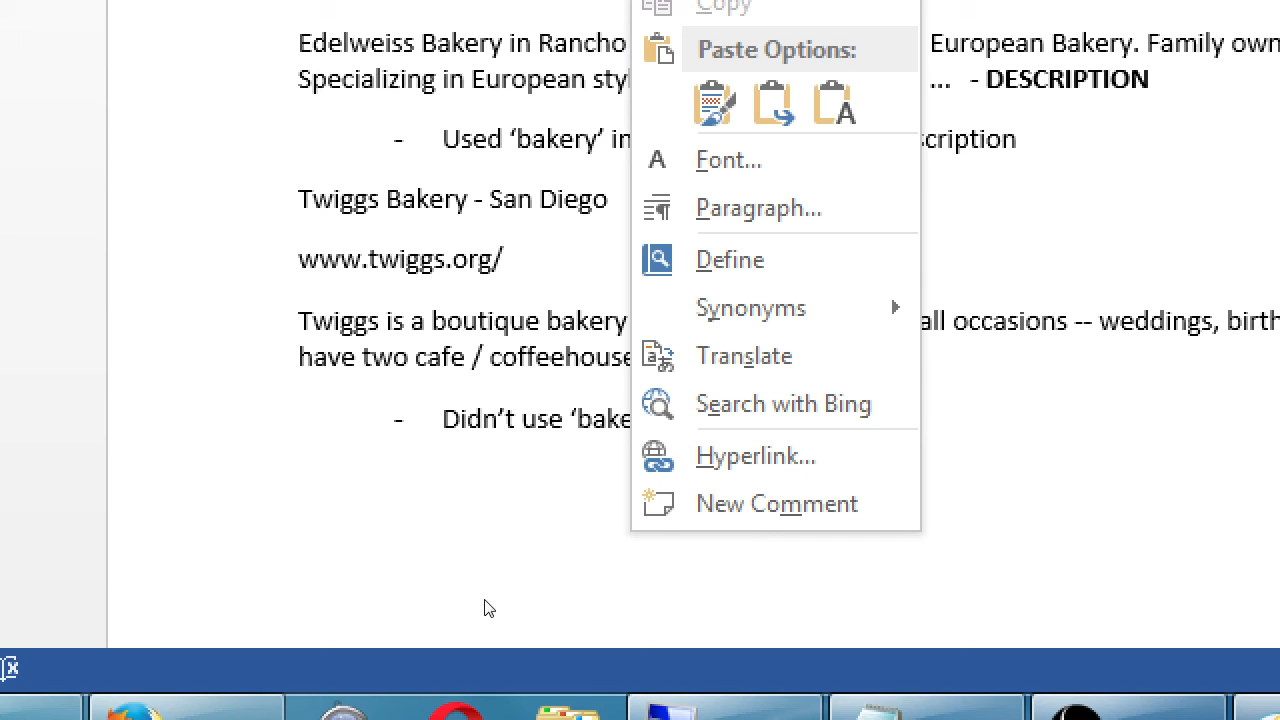 Copy
Edelweiss Bakery in Rancho
European Bakery. Family own
Paste Options:
Specializing in European styl
... - DESCRIPTION
- Used ‘bakery’ in
scription
Font...
Twiggs Bakery - San Diego
Paragraph...
www.twiggs.org/
Define
Synonyms
Twiggs is a boutique bakery
all occasions -- weddings, birth
have two cafe / coffeehouse
Translate
Search with Bing
- Didn’t use ‘bake
Hyperlink...
New Comment